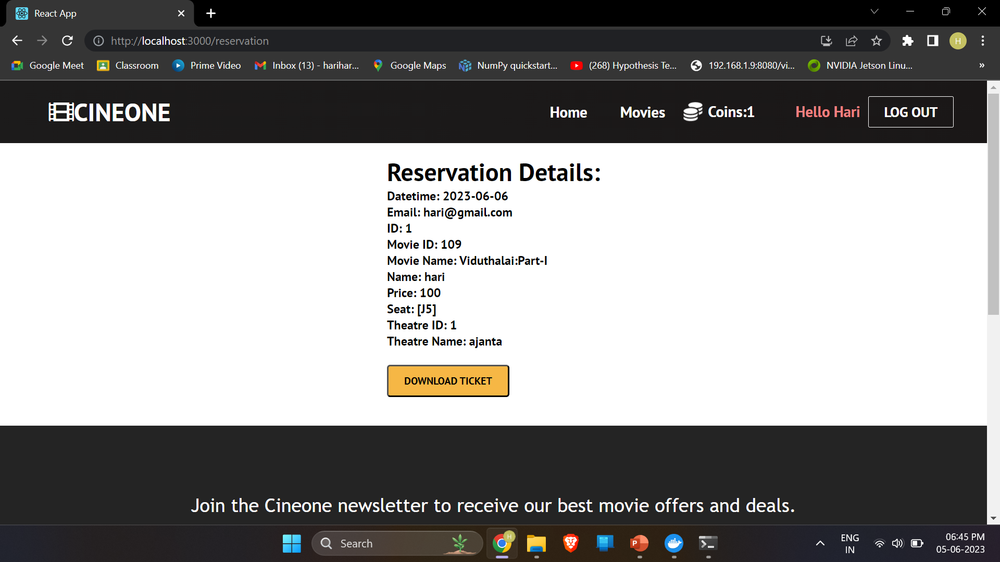 React App
http://localhost:3000/reservation
H
Google Meet
Classroom
Prime Video
Inbox (13) - harihar...
Google Maps
NumPy quickstart...
(268) Hypothesis Te...
192.168.1.9:8080/vi...
NVIDIA Jetson Linu...
»
CINEONE
Home
Movies
Coins:1
Hello Hari
LOG OUT
Reservation Details:
Datetime: 2023-06-06
Email: hari@gmail.com
ID: 1
Movie ID: 109
Movie Name: Viduthalai:Part-I
Name: hari
Price: 100
Seat: [J5]
Theatre ID: 1
Theatre Name: ajanta
DOWNLOAD TICKET
Join the Cineone newsletter to receive our best movie offers and deals.
Search
H
P
ENG
IN
06:45 PM
05-06-2023